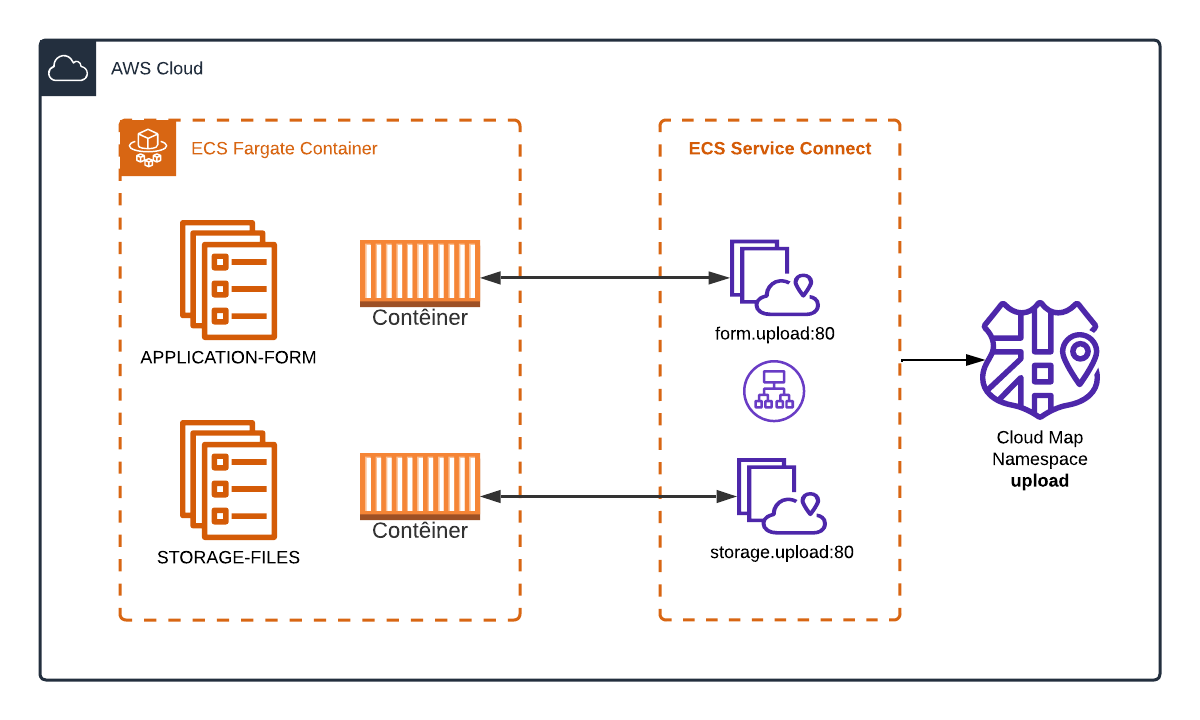 AWS Cloud
ECS Fargate Container
ECS Service Connect
Contêiner
APPLICATION-FORM
form.upload:80
Cloud Map
Namespace
upload
Contêiner
STORAGE-FILES
storage.upload:80